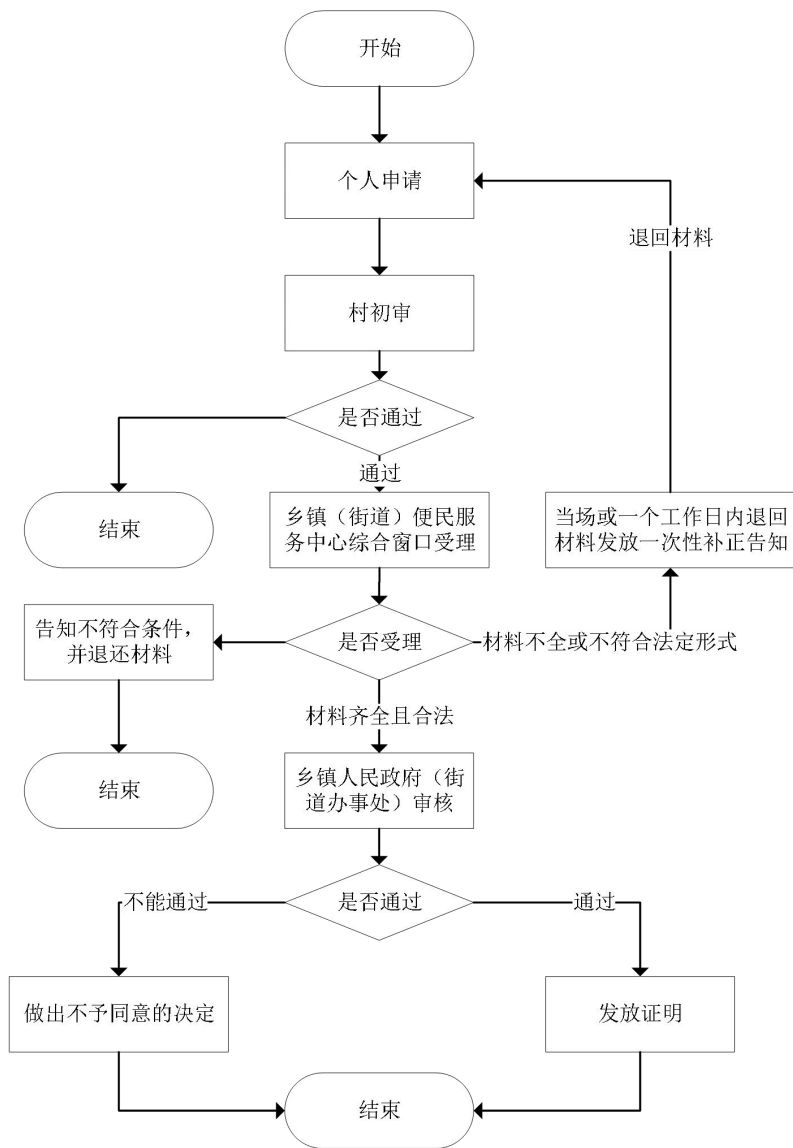 开始
个人申请
退回材料
村初审
是否通过
通过
结束
乡镇（街道）便民服
务中心综合窗口受理
当场或一个工作日内退回
材料发放一次性补正告知
告知不符合条件，
并退还材料
是否受理
材料不全或不符合法定形式
材料齐全且合法
结束
乡镇人民政府（街
道办事处）审核
不能通过
是否通过
通过
做出不予同意的决定
发放证明
结束